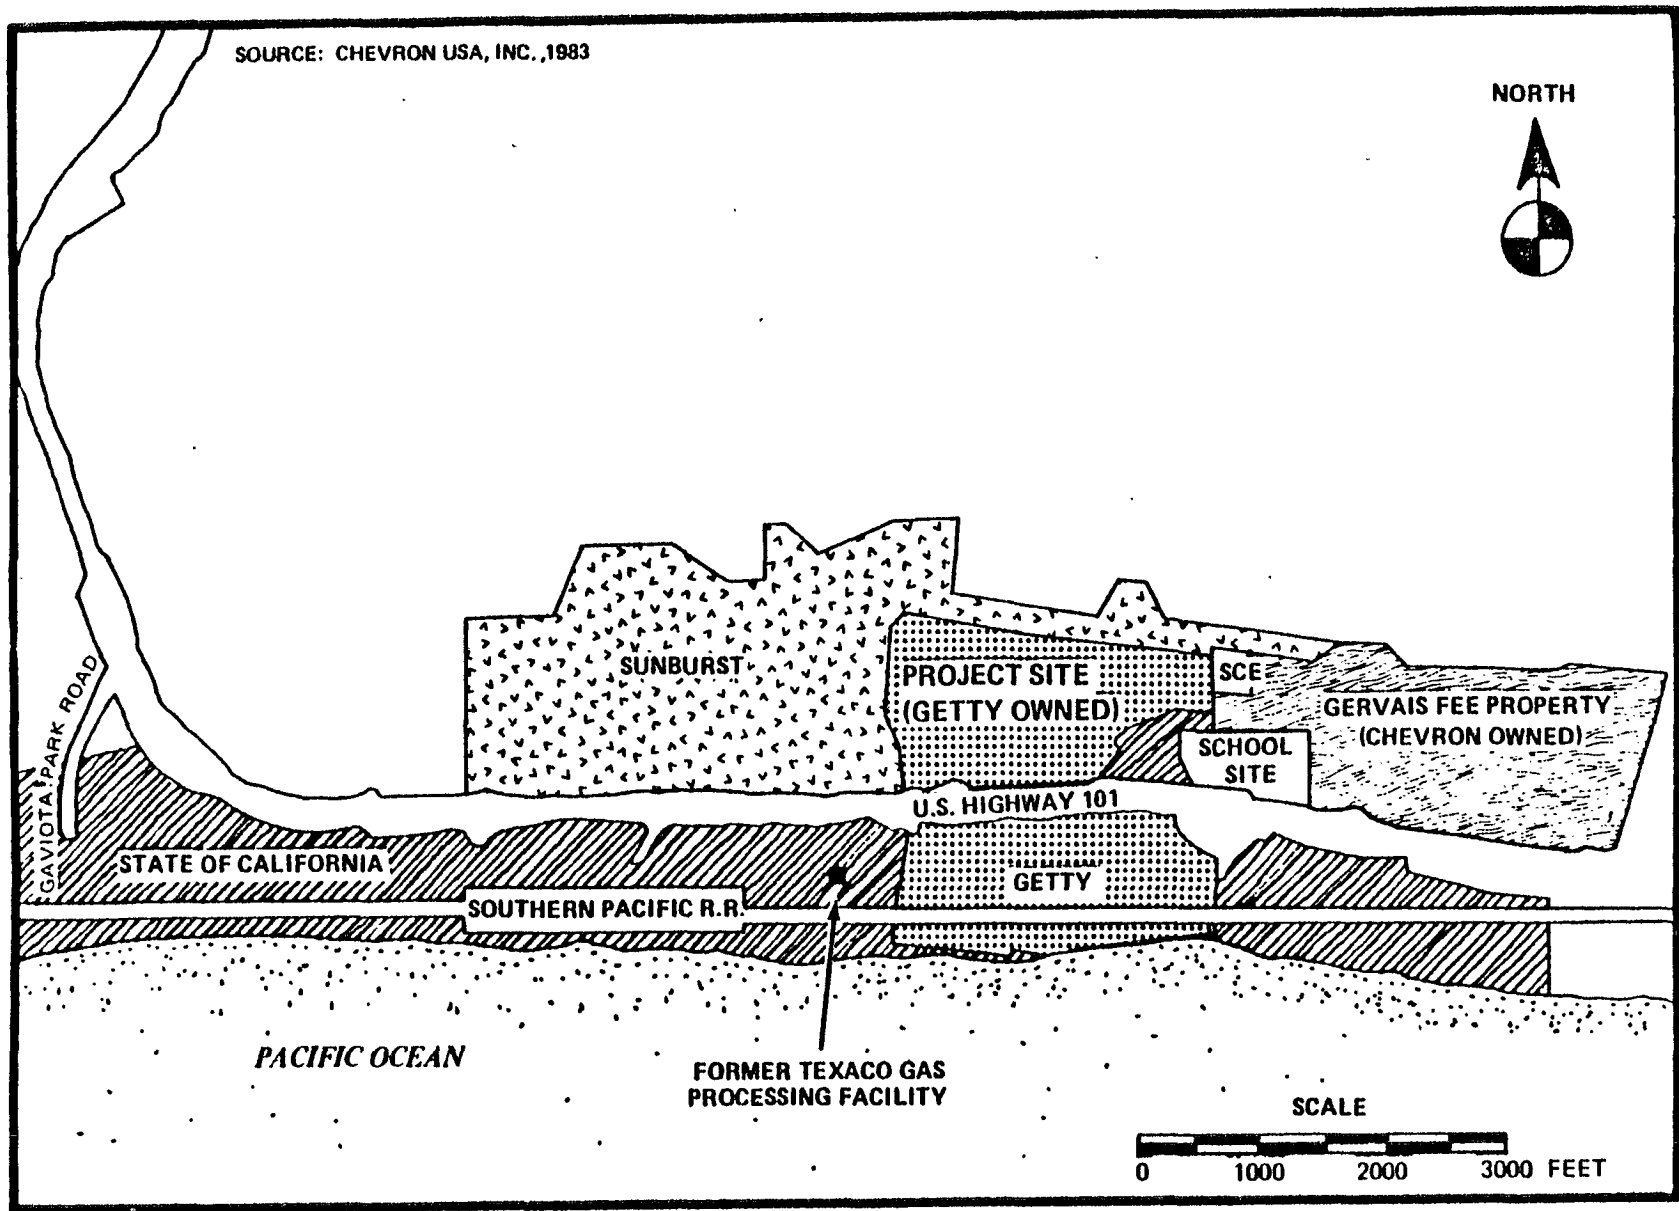 SOURCE: CHEVRON USA, INC.,1983
NORTH
SUNBURST
PROJECT SITE
(GETTY OWNED)
SCE
GERVAIS FEE PROPERTY
(CHEVRON OWNED)
SCHOOL
SITE
GAVIOTA PARK ROAD
U.S. HIGHWAY 101
STATE OF CALIFORNIA
GETTY
SOUTHERN PACIFIC R.R.
PACIFIC OCEAN
FORMER TEXACO GAS
PROCESSING FACILITY
SCALE
0 1000 2000 3000 FEET